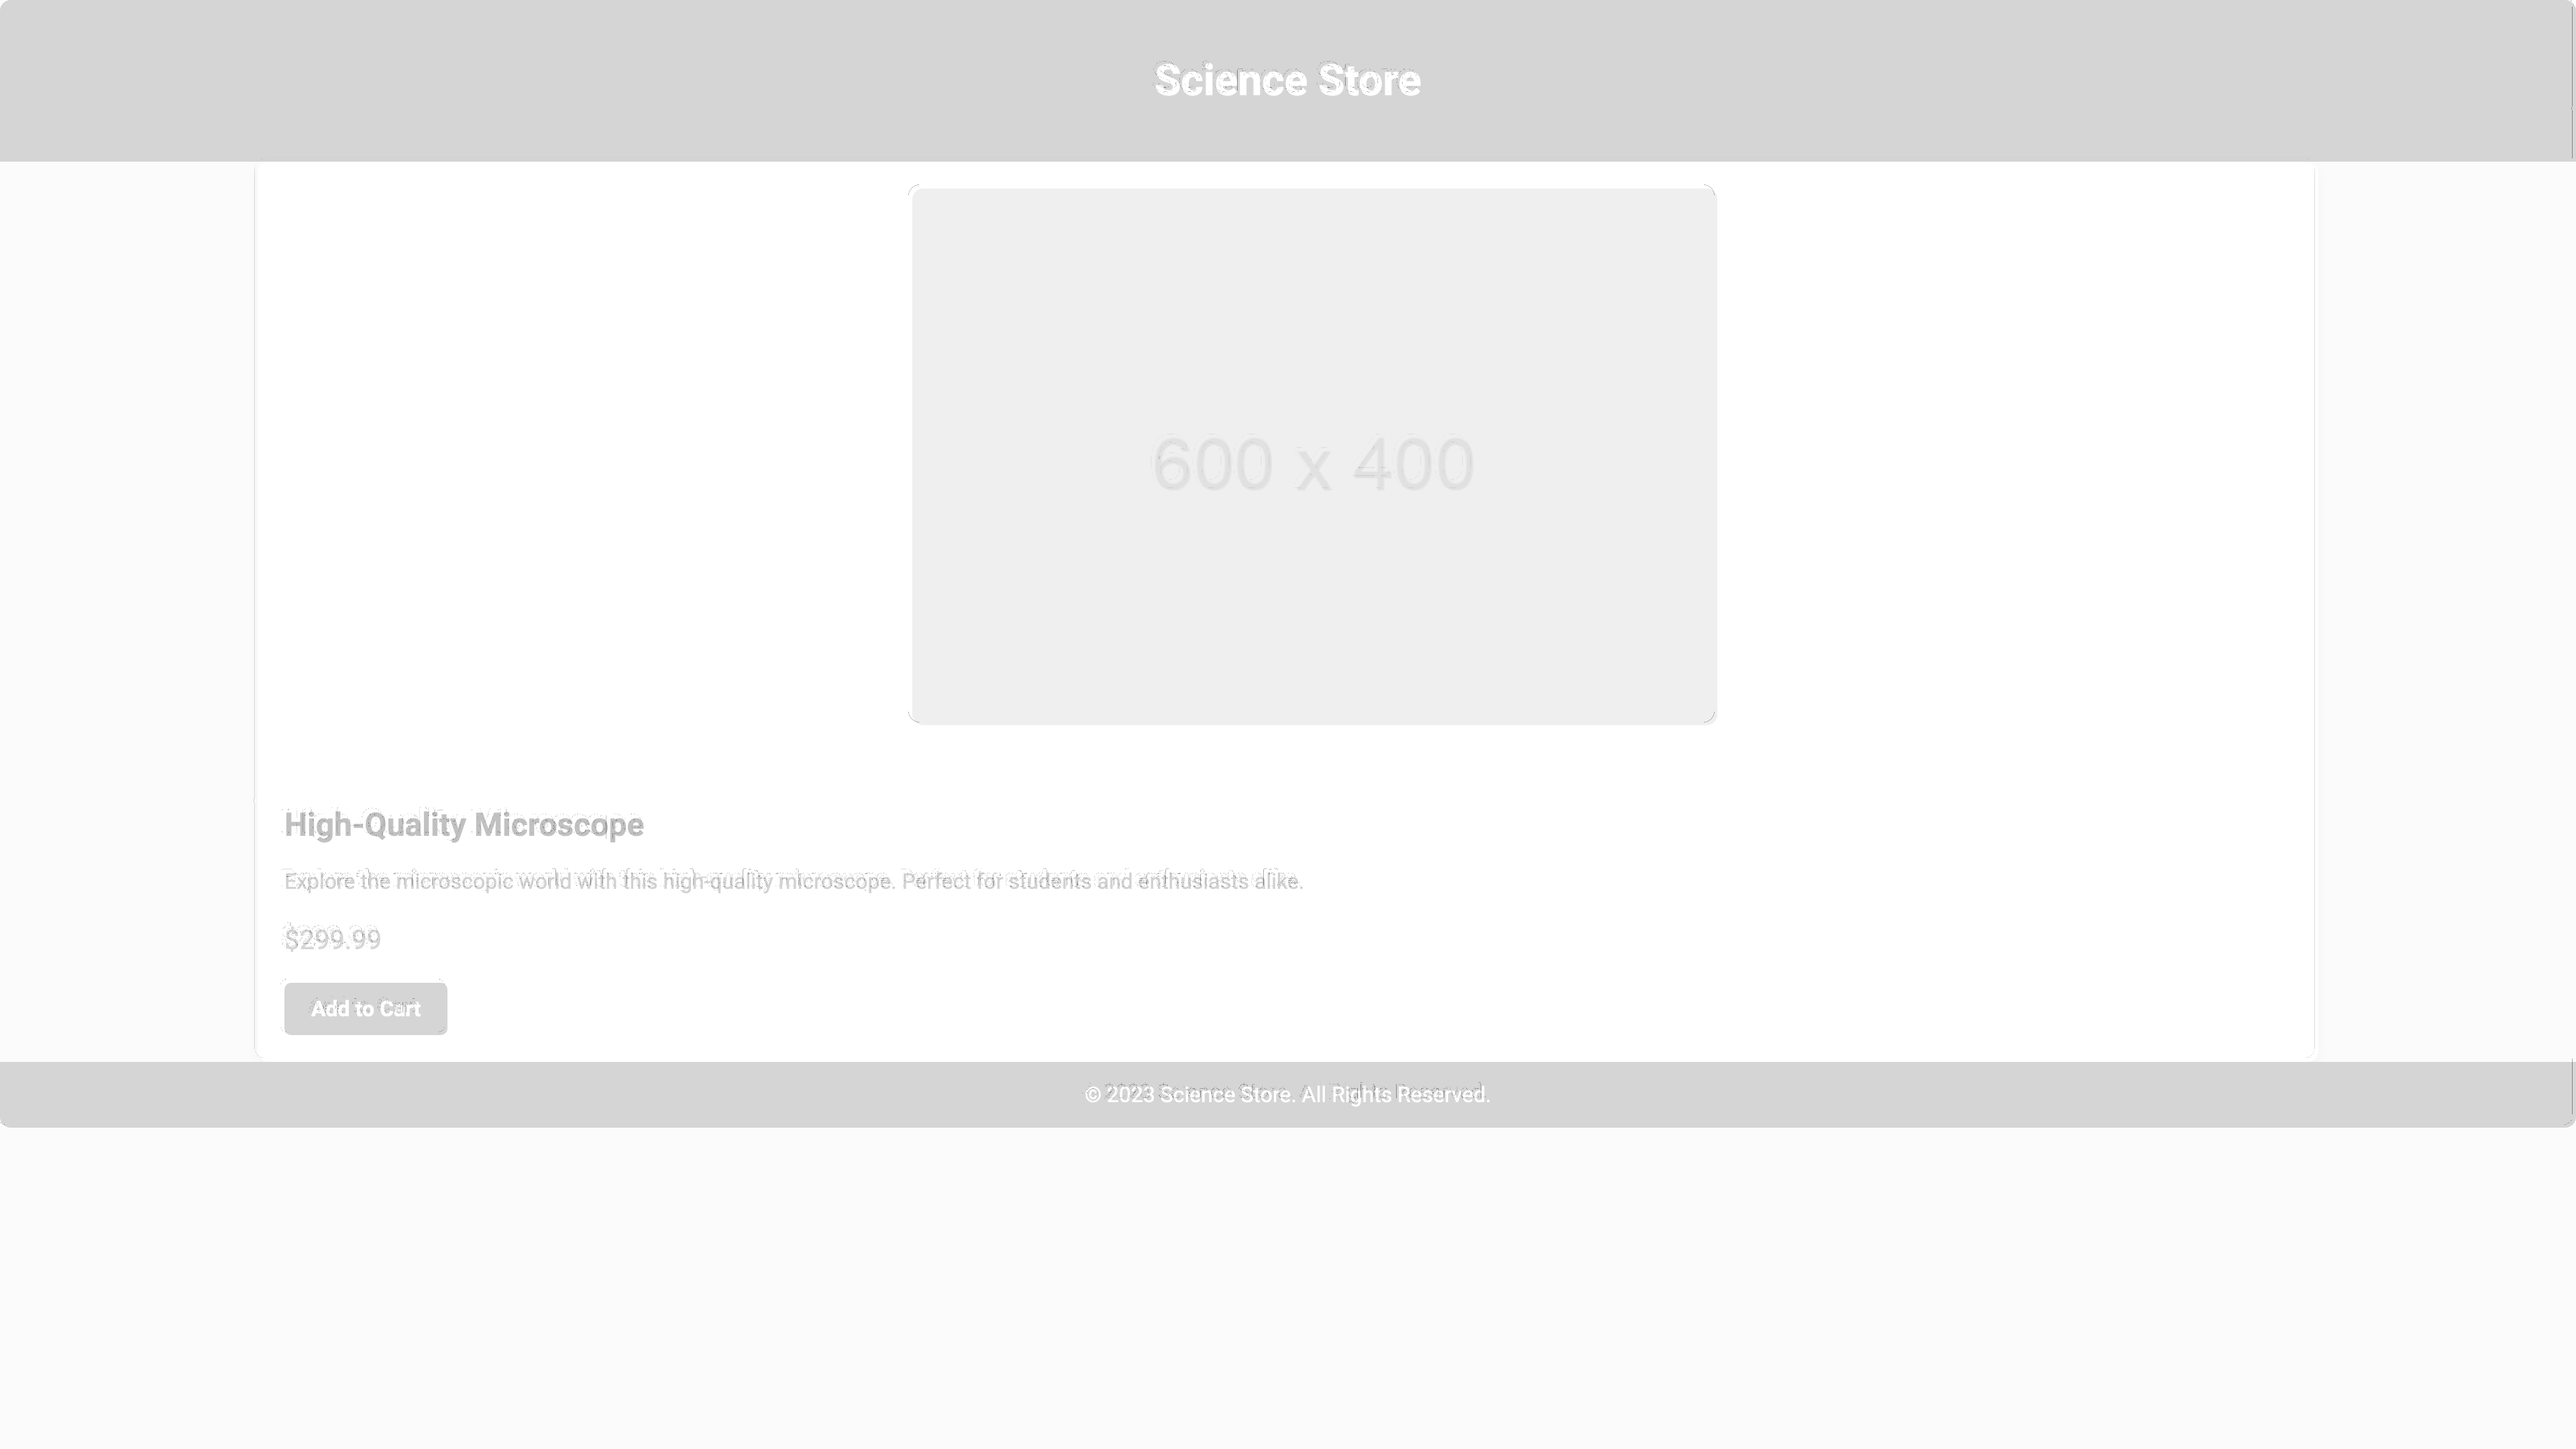 Science Store
600 x 400
High-Quality Microscope
Explore the microscopic world with this high-quality microscope. Perfect for students and enthusiasts alike.
$299.99
Add to Cart
© 2023 Science Store. All Rights Reserved.